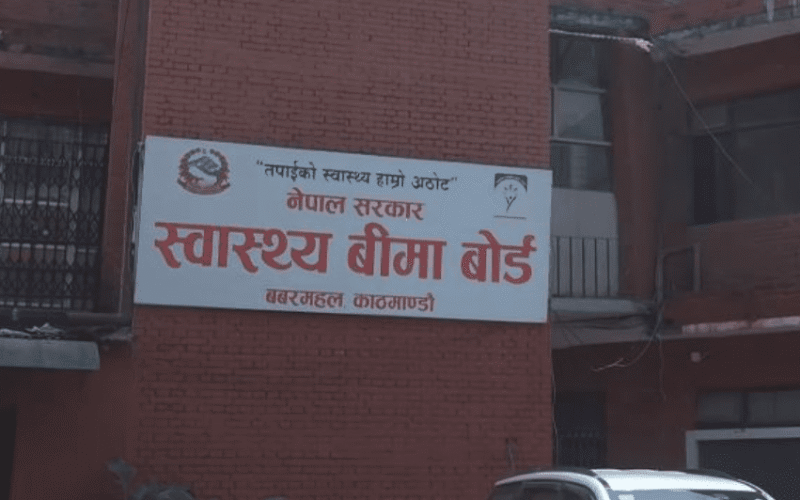 "तपाईको स्वास्थ्य हाम्रो अठोट"
नेपाल सरकार
स्वास्थ्य बीमा बोर्ड
बबरमहल, काठमाण्डौ